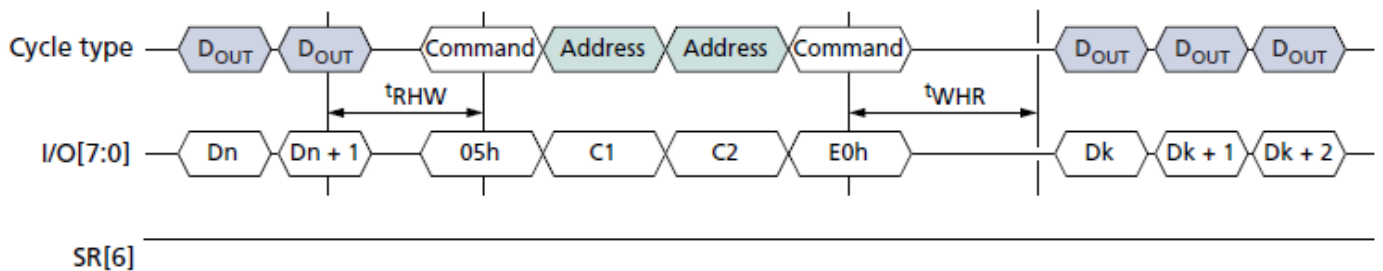 Cycle type DOUT DOUT Command Address Address Command DOUT DOUT DOUT
tRHW tWHR
I/O[7:0] Dn Dn + 1 05h C1 C2 E0h Dk Dk + 1 Dk + 2
SR[6]